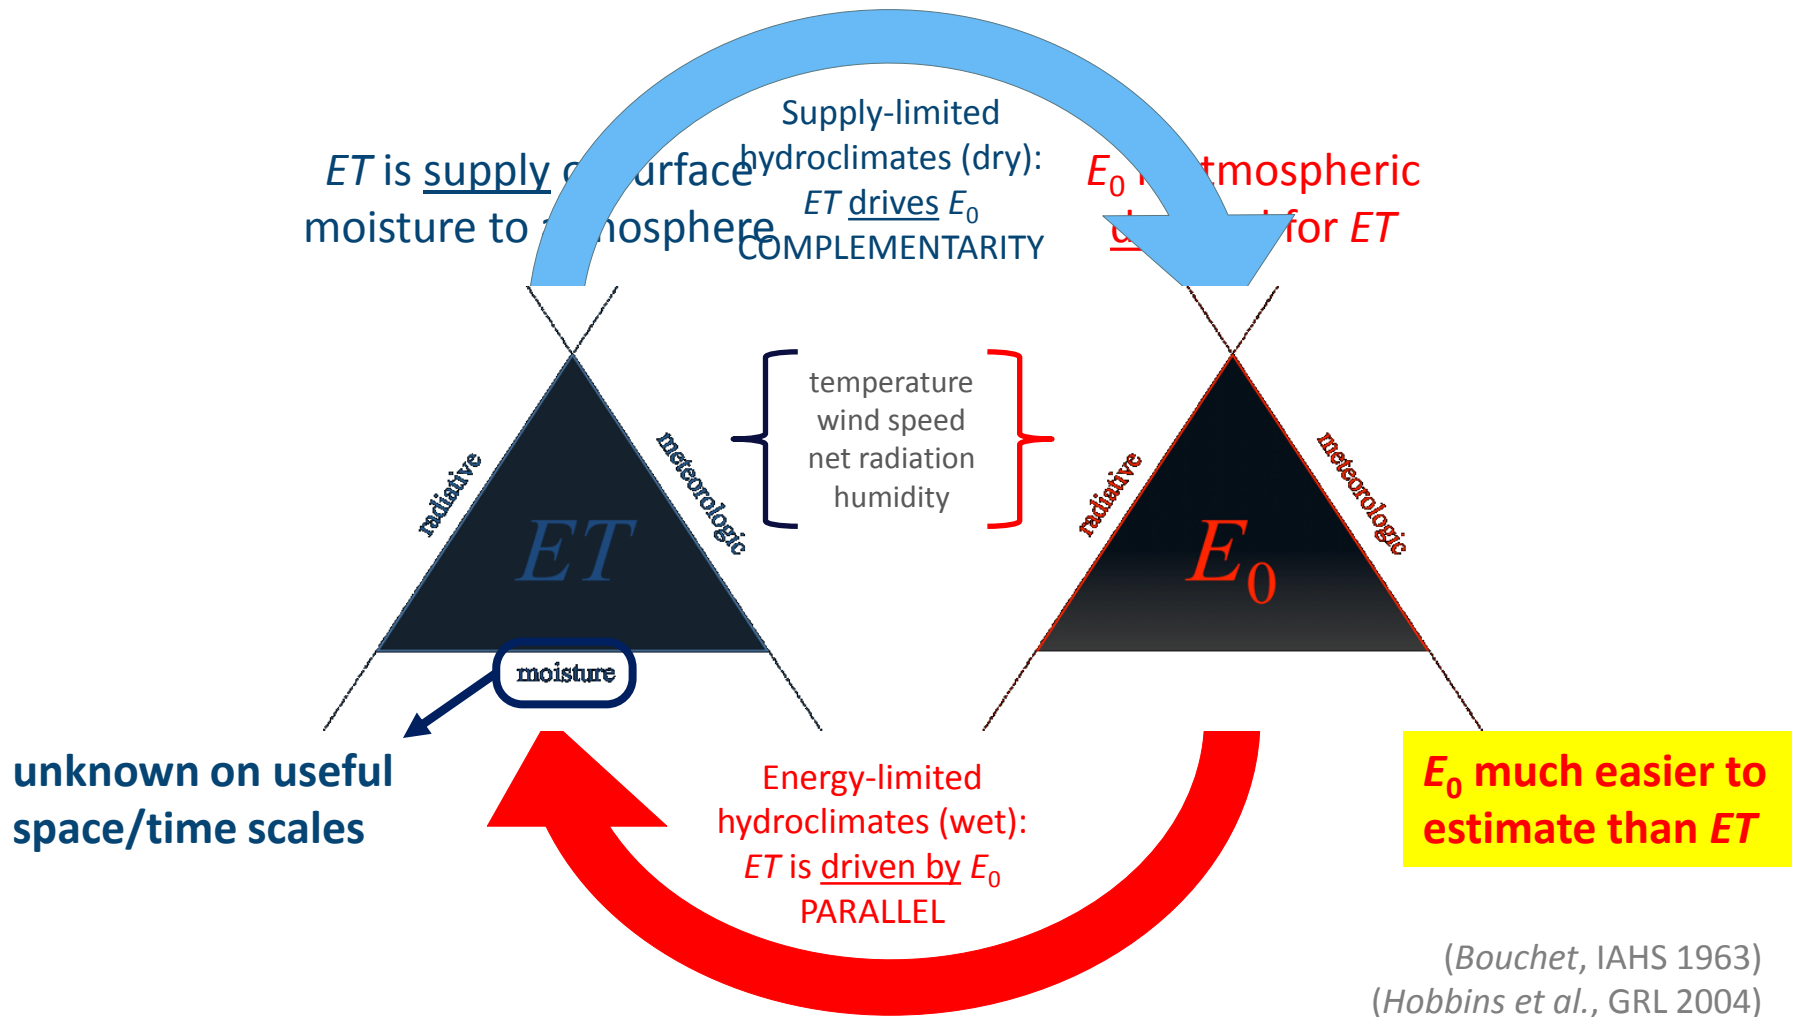 Supply-limited
hydroclimates (dry):
ET drives E0
COMPLEMENTARITY
ET is supply urface
moisture to a mosphere
E0 tmospheric
d for ET
temperature
wind speed
net radiation
humidity
radiative
meteorologic
ET
moisture
radiative
meteorologic
E0
unknown on useful
space/time scales
Energy-limited
hydroclimates (wet):
ET is driven by E0
PARALLEL
E0 much easier to
estimate than ET
(Bouchet, IAHS 1963)
(Hobbins et al., GRL 2004)